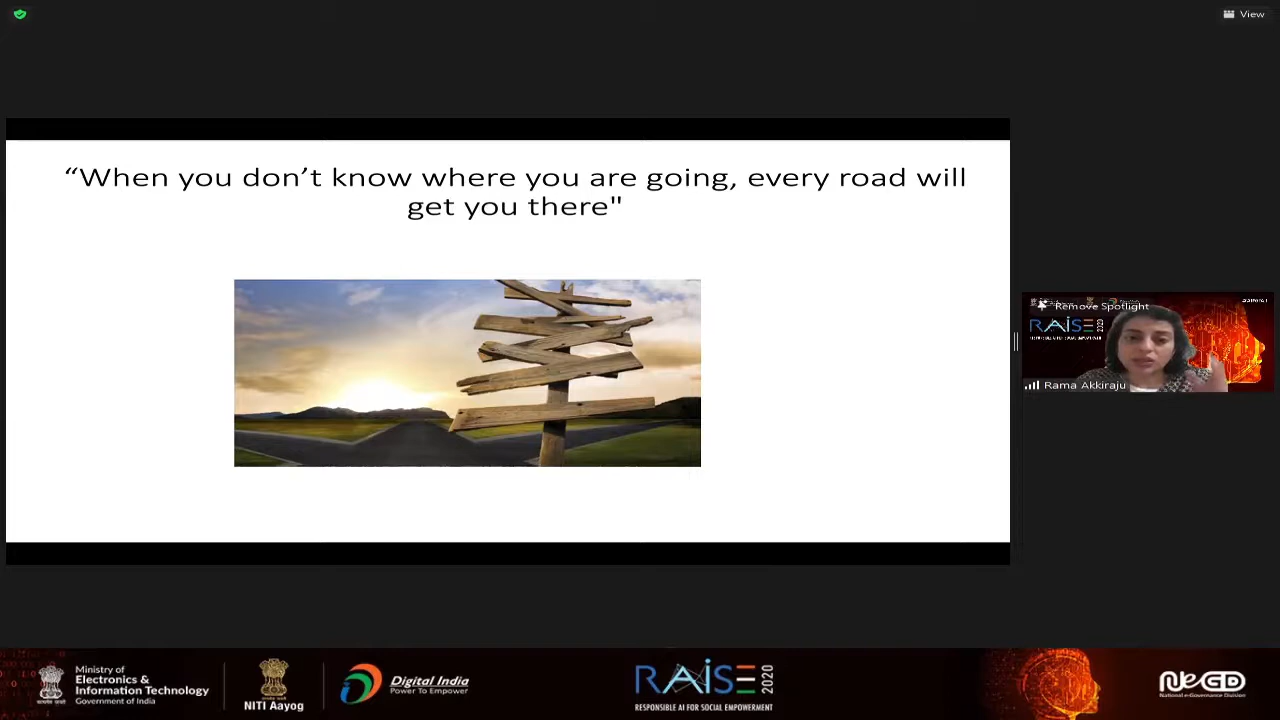 View
“When you don’t know where you are going, every road will
get you there"
Remove Spotlight
RAISE 2020
Rama Akkiraju
Ministry of
Electronics &
Information Technology
Government of India
NITI Aayog
Digital India
Power To Empower
RAISE 2020
RESPONSIBLE AI FOR SOCIAL EMPOWERMENT
NeGD
National e-Governance Division